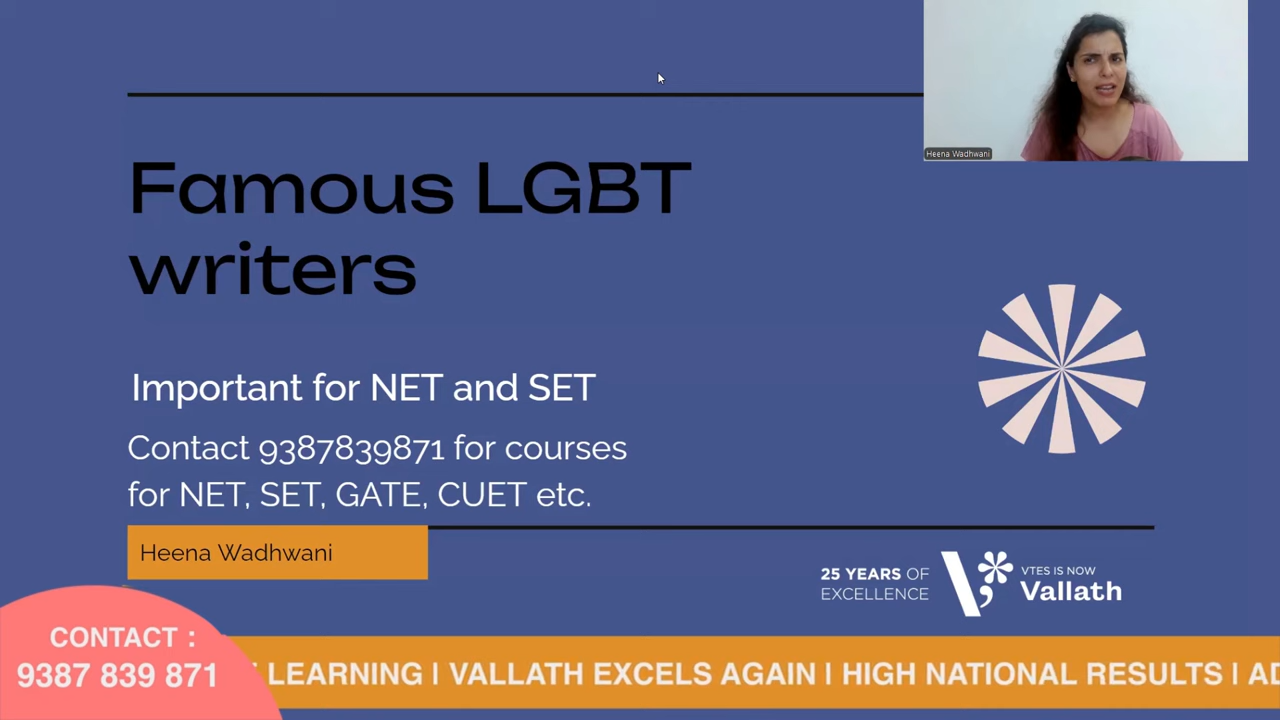 Heena Wadhwani
Famous LGBT
writers
Important for NET and SET
Contact 9387839871 for courses
for NET, SET, GATE, CUET etc.
Heena Wadhwani
25 YEARS OF
EXCELLENCE
VTES IS NOW
Vallath
CONTACT :
9387 839 871
LEARNING I VALLATH EXCELS AGAIN I HIGH NATIONAL RESULTS I